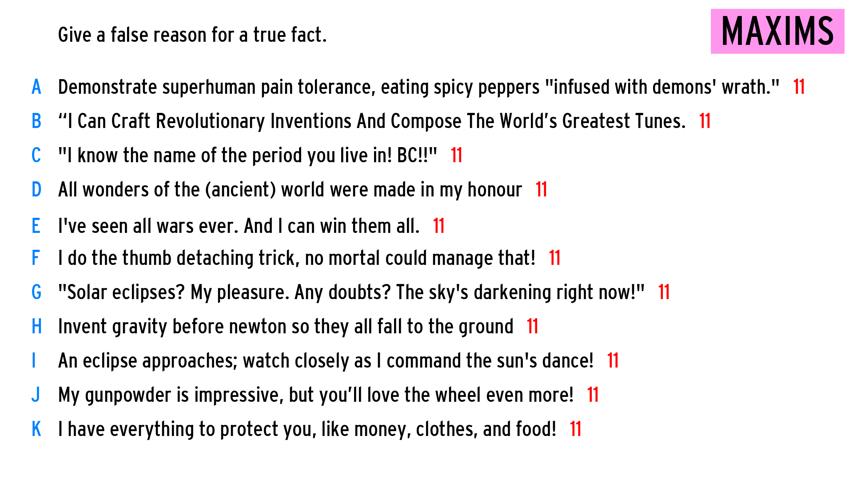 Give a false reason for a true fact.
MAXIMS
A Demonstrate superhuman pain tolerance, eating spicy peppers "infused with demons' wrath." 11
B “I Can Craft Revolutionary Inventions And Compose The World’s Greatest Tunes. 11
C "I know the name of the period you live in! BC!!" 11
D All wonders of the (ancient) world were made in my honour 11
E I've seen all wars ever. And I can win them all. 11
F I do the thumb detaching trick, no mortal could manage that! 11
G "Solar eclipses? My pleasure. Any doubts? The sky's darkening right now!" 11
H Invent gravity before newton so they all fall to the ground 11
I An eclipse approaches; watch closely as I command the sun's dance! 11
J My gunpowder is impressive, but you’ll love the wheel even more! 11
K I have everything to protect you, like money, clothes, and food! 11